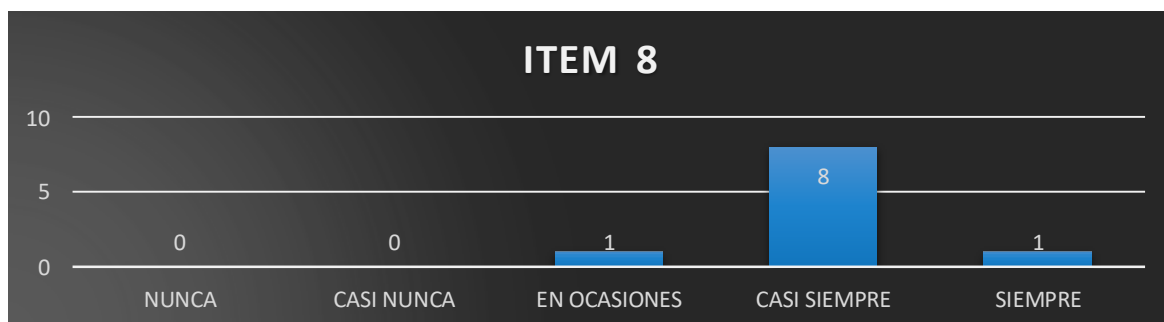 ITEM 8
10
5
0
0
0
1
8
1
NUNCA
CASI NUNCA
EN OCASIONES
CASI SIEMPRE
SIEMPRE